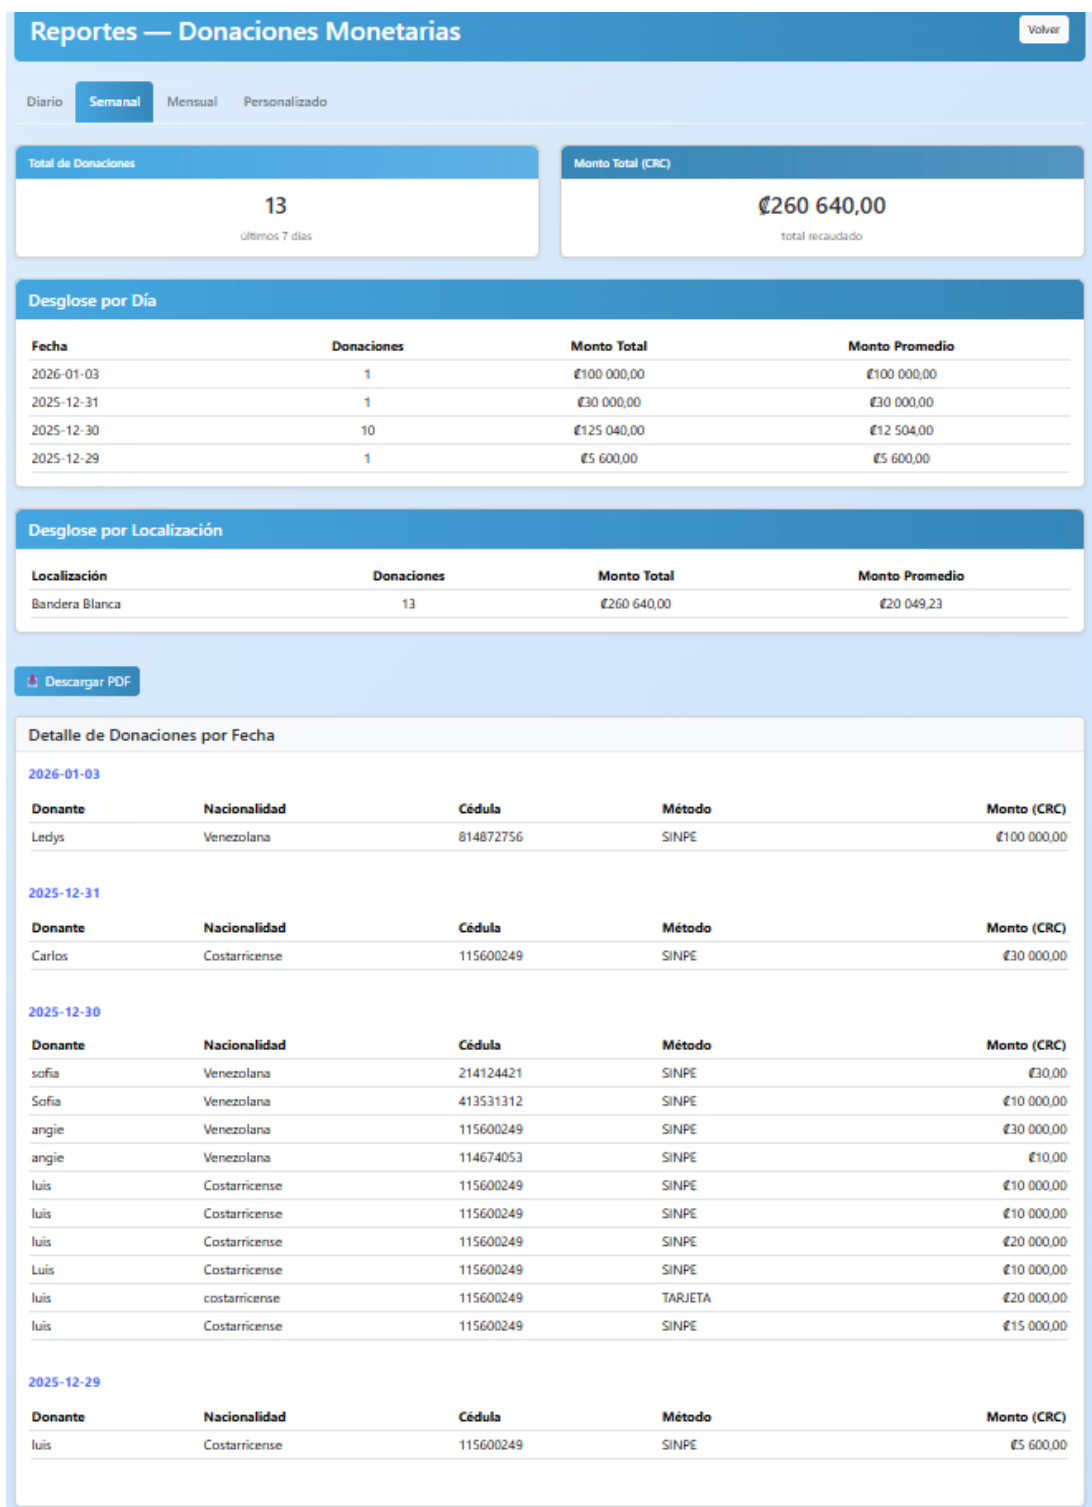 Reportes — Donaciones Monetarias
Volver
Diario Semanal Mensual Personalizado
Total de Donaciones
13
últimos 7 días
Monto Total (CRC)
₡260 640,00
total recaudado
Desglose por Día
Fecha Donaciones Monto Total Monto Promedio
2026-01-03 1 ₡100 000,00 ₡100 000,00
2025-12-31 1 ₡30 000,00 ₡30 000,00
2025-12-30 10 ₡125 040,00 ₡12 504,00
2025-12-29 1 ₡5 600,00 ₡5 600,00
Desglose por Localización
Localización Donaciones Monto Total Monto Promedio
Bandera Blanca 13 ₡260 640,00 ₡20 049,23
Descargar PDF
Detalle de Donaciones por Fecha
2026-01-03
Donante Nacionalidad Cédula Método Monto (CRC)
Ledys Venezolana 814872756 SINPE ₡100 000,00
2025-12-31
Donante Nacionalidad Cédula Método Monto (CRC)
Carlos Costarricense 115600249 SINPE ₡30 000,00
2025-12-30
Donante Nacionalidad Cédula Método Monto (CRC)
sofia Venezolana 214124421 SINPE ₡30,00
Sofia Venezolana 413531312 SINPE ₡10 000,00
angie Venezolana 115600249 SINPE ₡30 000,00
angie Venezolana 114674053 SINPE ₡10,00
luis Costarricense 115600249 SINPE ₡10 000,00
luis Costarricense 115600249 SINPE ₡10 000,00
luis Costarricense 115600249 SINPE ₡20 000,00
Luis Costarricense 115600249 SINPE ₡10 000,00
luis costarricense 115600249 TARJETA ₡20 000,00
luis Costarricense 115600249 SINPE ₡15 000,00
2025-12-29
Donante Nacionalidad Cédula Método Monto (CRC)
luis Costarricense 115600249 SINPE ₡5 600,00